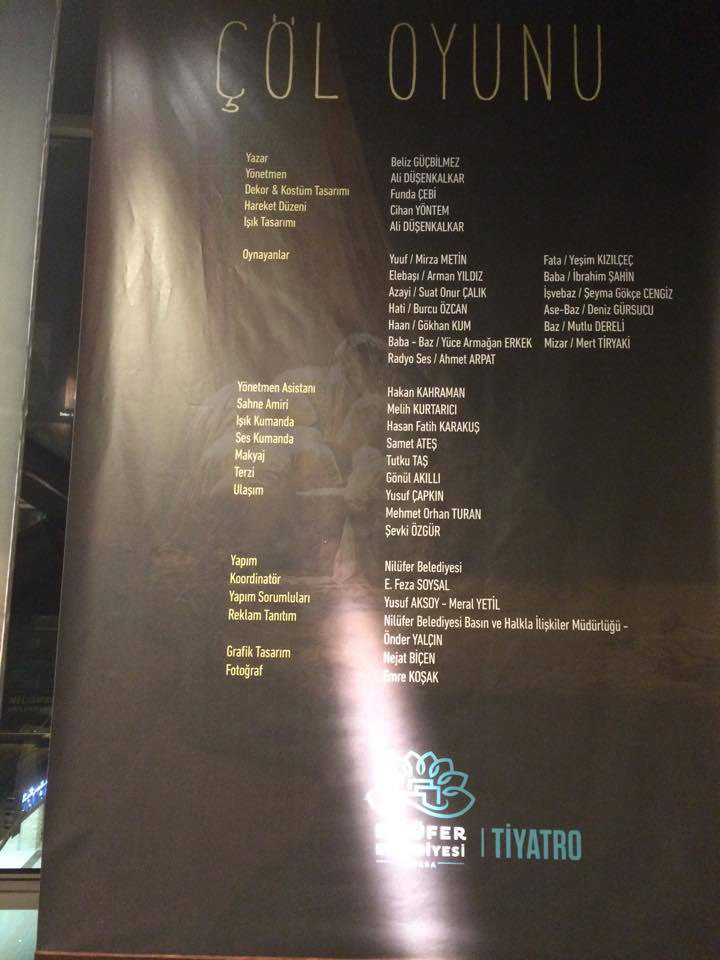 ÇÖL OYUNU
Yazar Beliz GÜÇBİLMEZ
Yönetmen Ali DÜŞENKALKAR
Dekor & Kostüm Tasarımı Funda ÇEBİ
Hareket Düzeni Cihan YÖNTEM
Işık Tasarımı Ali DÜŞENKALKAR
Oynayanlar Yuuf / Mirza METİN Fata / Yeşim KIZILÇEÇ
Elebaşı / Arman YILDIZ Baba / İbrahim ŞAHİN
Azayi / Suat Onur ÇALIK İşvebaz / Şeyma Gökçe CENGİZ
Hati / Burcu ÖZCAN Ase-Baz / Deniz GÜRSUCU
Haan / Gökhan KUM Baz / Mutlu DERELİ
Baba - Baz / Yüce Armağan ERKEK Mizar / Mert TİRYAKİ
Radyo Ses / Ahmet ARPAT
Yönetmen Asistanı Hakan KAHRAMAN
Sahne Amiri Melih KURTARICI
Işık Kumanda Hasan Fatih KARAKUŞ
Ses Kumanda Samet ATEŞ
Makyaj Tutku TAŞ
Terzi Gönül AKILLI
Ulaşım Yusuf ÇAPKIN
Mehmet Orhan TURAN
Şevki ÖZGÜR
Yapım Nilüfer Belediyesi
Koordinatör E. Feza SOYSAL
Yapım Sorumluları Yusuf AKSOY - Meral YETİL
Reklam Tanıtım Nilüfer Belediyesi Basın ve Halkla İlişkiler Müdürlüğü -
Önder YALÇIN
Grafik Tasarım Nejat BİÇEN
Fotoğraf Emre KOŞAK
NİLÜFER
BELEDİYESİ | TİYATRO
BURSA